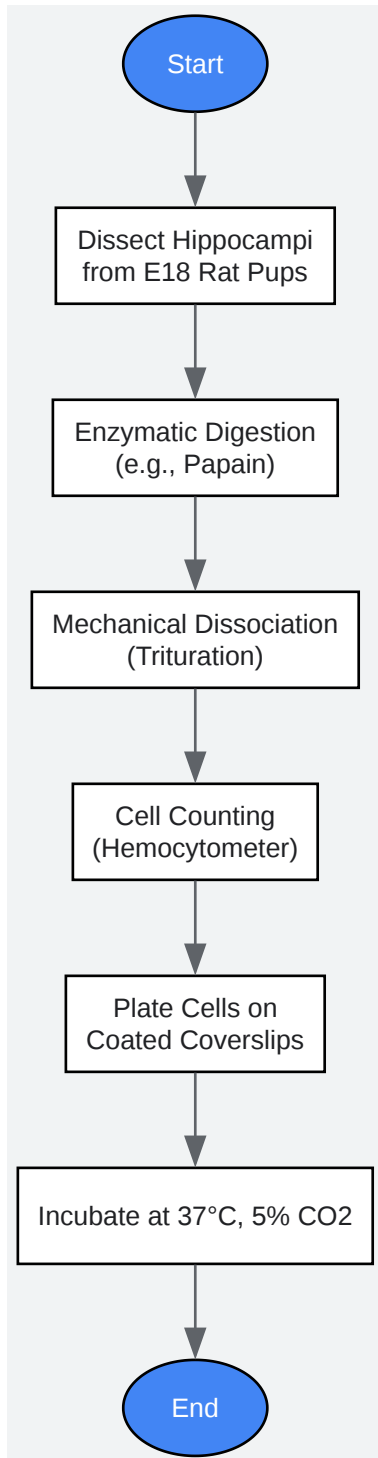 Start
Dissect Hippocampi
from E18 Rat Pups
Enzymatic Digestion
(e.g., Papain)
Mechanical Dissociation
(Trituration)
Cell Counting
(Hemocytometer)
Plate Cells on
Coated Coverslips
Incubate at 37°C, 5% CO2
End